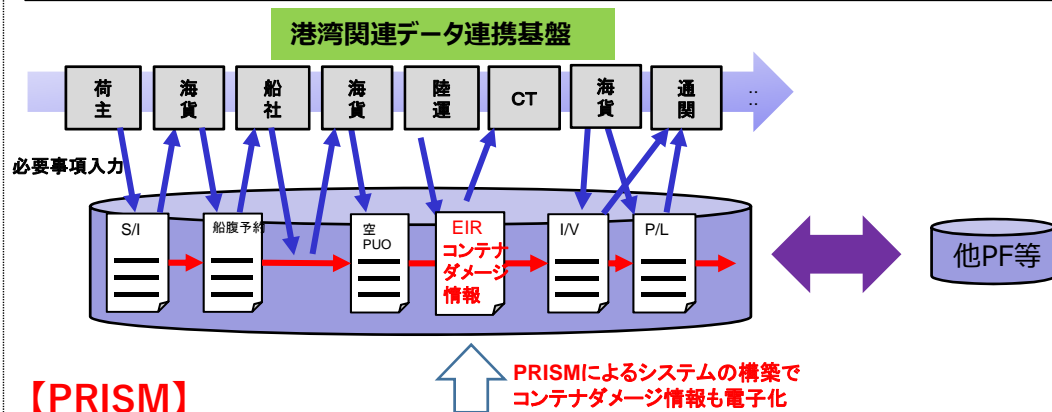 港湾関連データ連携基盤
荷主
海貨
船社
海貨
陸運
CT
海貨
通関
::
必要事項入力
S/I
船腹予約
空
PUO
EIR
コンテナ
ダメージ
情報
I/V
P/L
他PF等
【PRISM】
PRISMによるシステムの構築で
コンテナダメージ情報も電子化